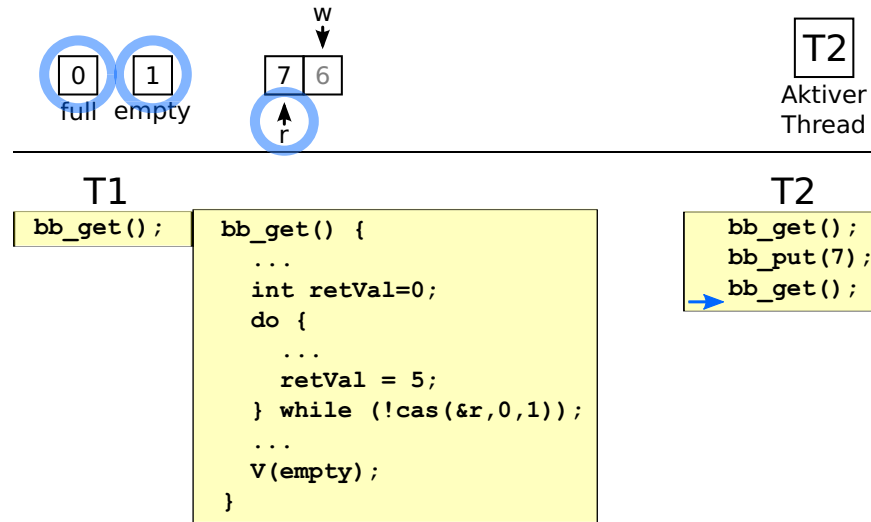 w
0 1 7 6 T2
full empty r Aktiver
Thread
T1
bb_get();
bb_get() {
...
int retVal=0;
do {
...
retVal = 5;
} while (!cas(&r,0,1));
...
V(empty);
}
T2
bb_get();
bb_put(7);
bb_get();